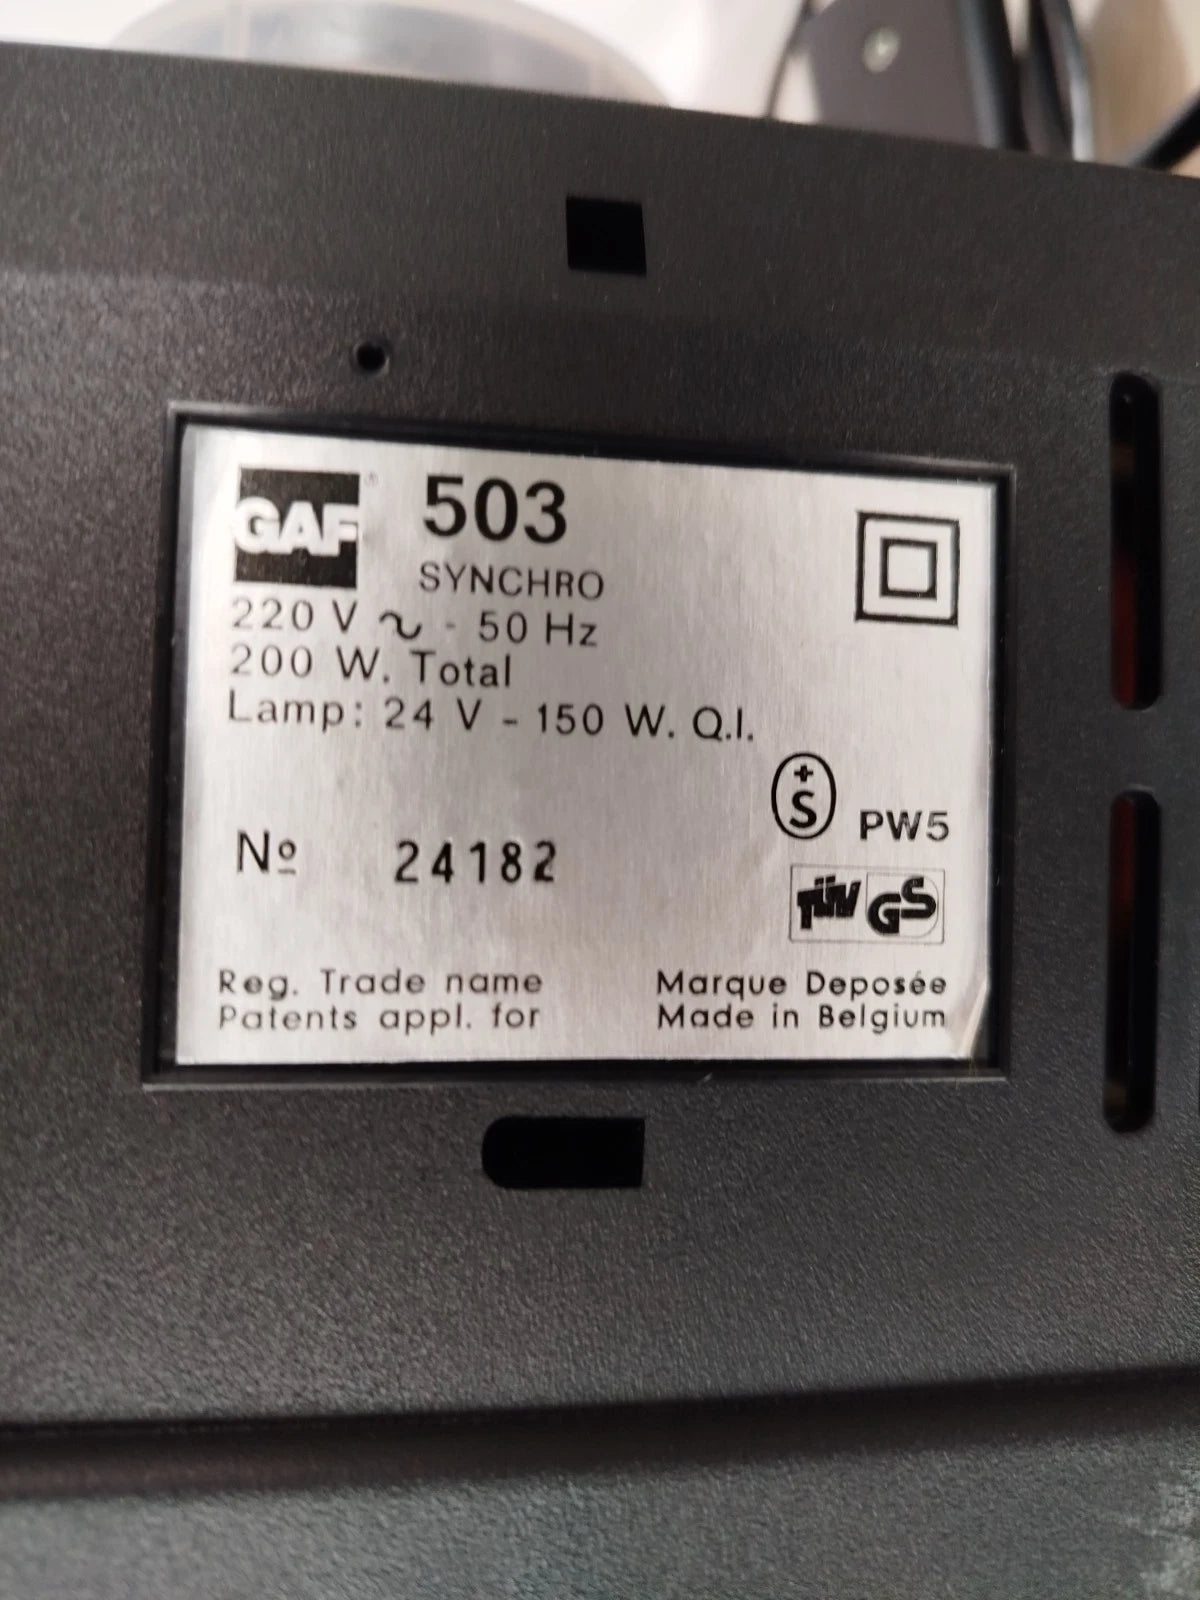 GAF ® 503
SYNCHRO
220 V ~ - 50 Hz
200 W. Total
Lamp: 24 V - 150 W. Q.I.
+
S PW5
Nº 24182
TÜV GS
Reg. Trade name Marque Deposée
Patents appl. for Made in Belgium